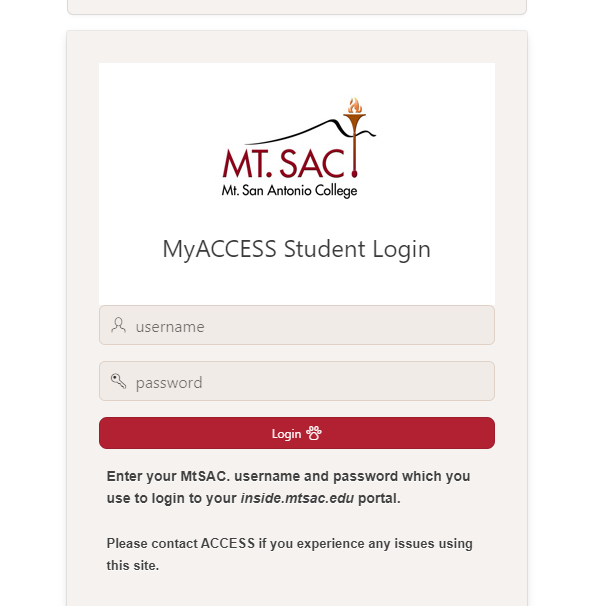 MT. SAC
Mt. San Antonio College
MyACCESS Student Login
username
password
Login
Enter your MtSAC. username and password which you
use to login to your inside.mtsac.edu portal.
Please contact ACCESS if you experience any issues using
this site.